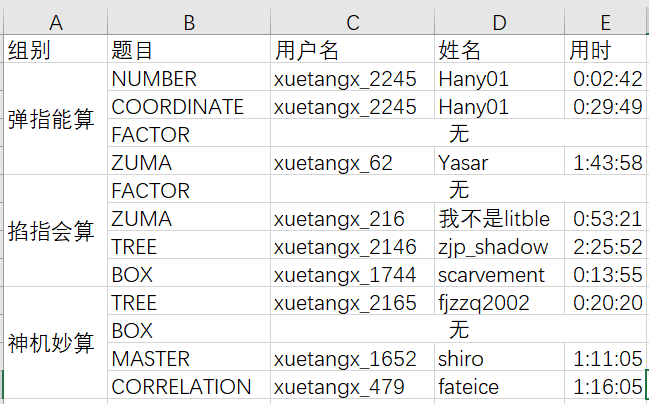 A B C D E
组别 题目 用户名 姓名 用时
弹指能算 NUMBER xuetangx_2245 Hany01 0:02:42
COORDINATE xuetangx_2245 Hany01 0:29:49
FACTOR 无
ZUMA xuetangx_62 Yasar 1:43:58
掐指会算 FACTOR 无
ZUMA xuetangx_216 我不是litble 0:53:21
TREE xuetangx_2146 zjp_shadow 2:25:52
BOX xuetangx_1744 scarvement 0:13:55
神机妙算 TREE xuetangx_2165 fjzzq2002 0:20:20
BOX 无
MASTER xuetangx_1652 shiro 1:11:05
CORRELATION xuetangx_479 fateice 1:16:05